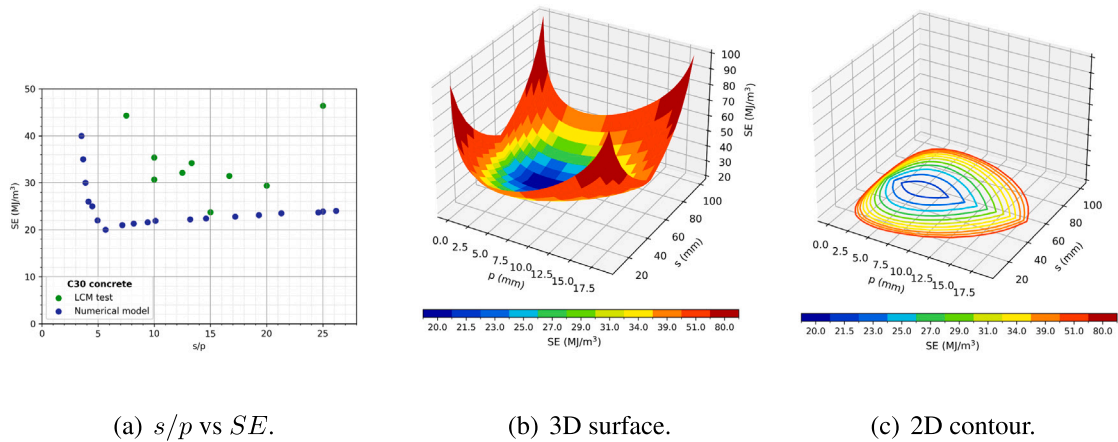 50
40
30
20
10
0
SE (MJ/m³)
C30 concrete
LCM test
Numerical model
0 5 10 15 20 25
s/p
(a) s/p vs SE.
100
90
80
70
60
50
40
30
20
SE (MJ/m³)
0.0 2.5 5.0 7.5 10.0 12.5 15.0 17.5
p (mm)
20 40 60 80 100
s (mm)
20.0 21.5 23.0 25.0 27.0 29.0 31.0 34.0 39.0 51.0 80.0
SE (MJ/m³)
(b) 3D surface.
0.0 2.5 5.0 7.5 10.0 12.5 15.0 17.5
p (mm)
20 40 60 80 100
s (mm)
20.0 21.5 23.0 25.0 27.0 29.0 31.0 34.0 39.0 51.0 80.0
SE (MJ/m³)
(c) 2D contour.